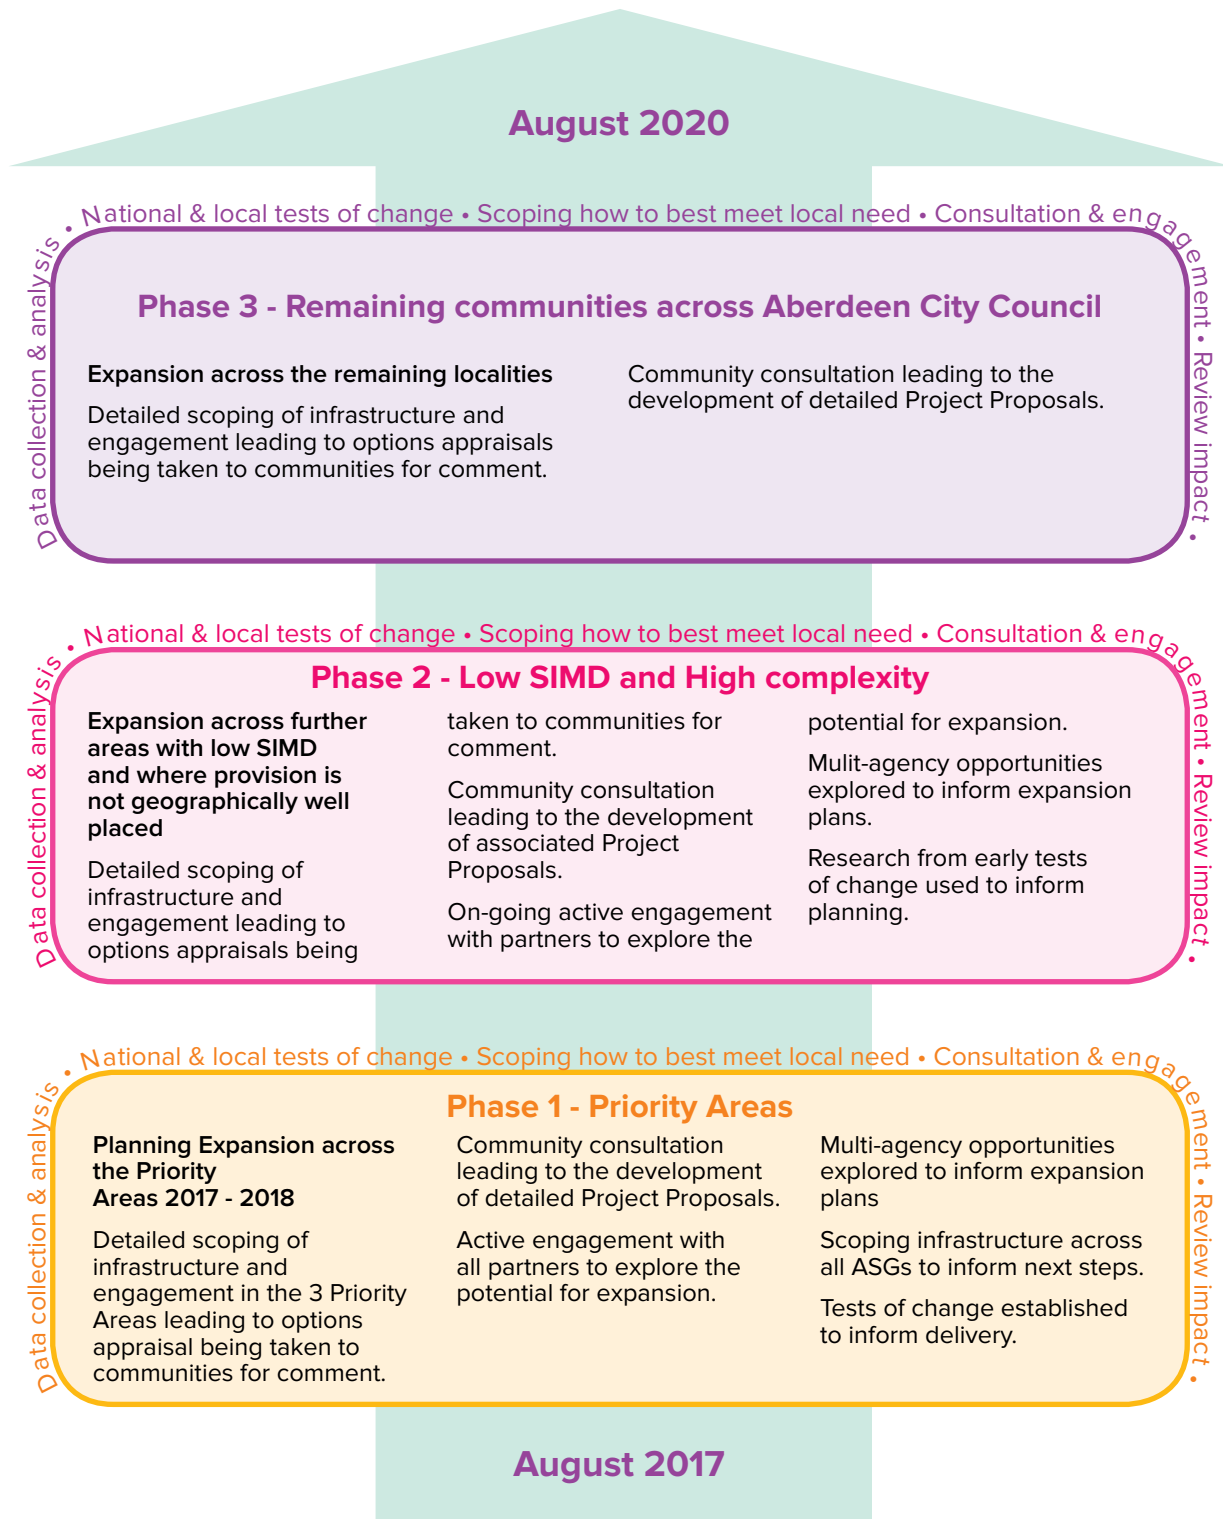 August 2020
Data collection & analysis • National & local tests of change • Scoping how to best meet local need • Consultation & engagement • Review impact •
Phase 3 - Remaining communities across Aberdeen City Council
Expansion across the remaining localities
Detailed scoping of infrastructure and
engagement leading to options appraisals
being taken to communities for comment.
Community consultation leading to the
development of detailed Project Proposals.
Data collection & analysis • National & local tests of change • Scoping how to best meet local need • Consultation & engagement • Review impact •
Phase 2 - Low SIMD and High complexity
Expansion across further
areas with low SIMD
and where provision is
not geographically well
placed
Detailed scoping of
infrastructure and
engagement leading to
options appraisals being
taken to communities for
comment.
Community consultation
leading to the development
of associated Project
Proposals.
On-going active engagement
with partners to explore the
potential for expansion.
Mulit-agency opportunities
explored to inform expansion
plans.
Research from early tests
of change used to inform
planning.
Data collection & analysis • National & local tests of change • Scoping how to best meet local need • Consultation & engagement • Review impact •
Phase 1 - Priority Areas
Planning Expansion across
the Priority
Areas 2017 - 2018
Detailed scoping of
infrastructure and
engagement in the 3 Priority
Areas leading to options
appraisal being taken to
communities for comment.
Community consultation
leading to the development
of detailed Project Proposals.
Active engagement with
all partners to explore the
potential for expansion.
Multi-agency opportunities
explored to inform expansion
plans
Scoping infrastructure across
all ASGs to inform next steps.
Tests of change established
to inform delivery.
August 2017